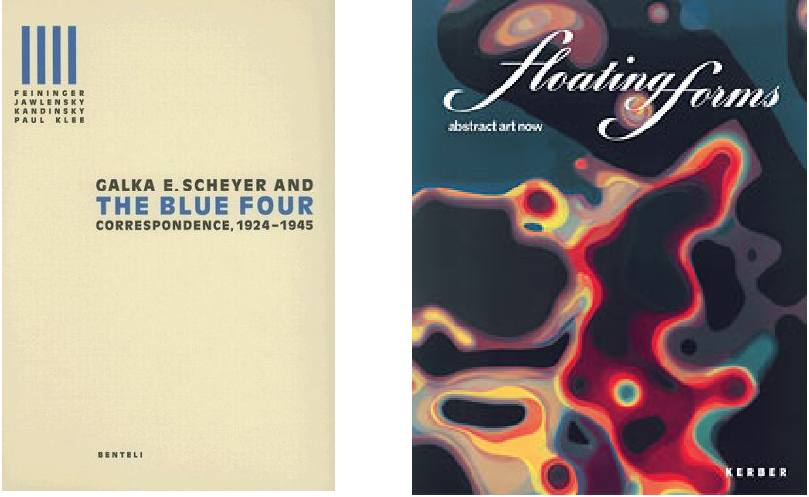 FEININGER
JAWLENSKY
KANDINSKY
PAUL KLEE
GALKA E. SCHEYER AND
THE BLUE FOUR
CORRESPONDENCE, 1924–1945
BENTELI
floating forms
abstract art now
KERBER